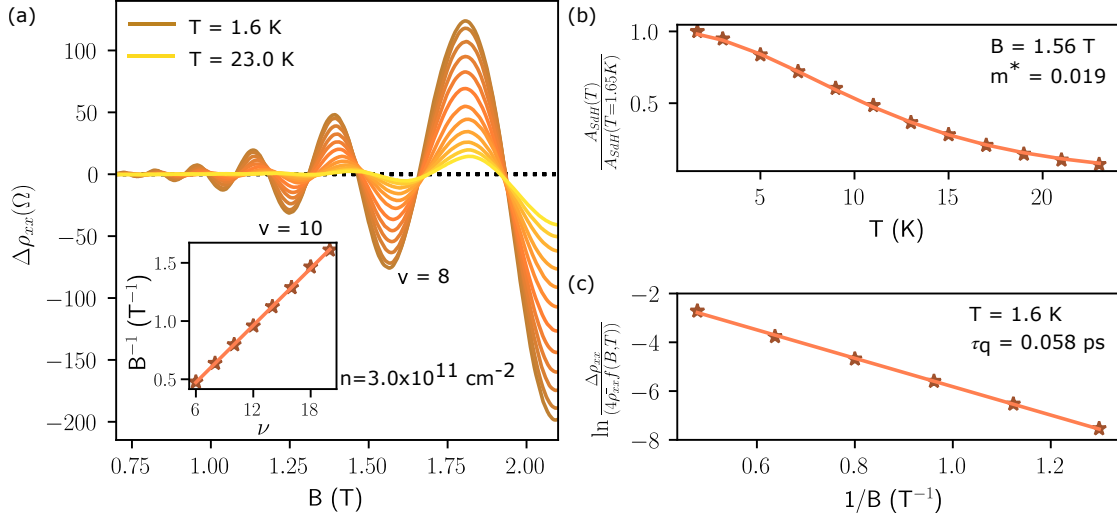 (a)
T = 1.6 K
T = 23.0 K
Δρxx(Ω)
100
50
0
−50
−100
−150
−200
0.75
1.00
1.25
1.50
1.75
2.00
B (T)
v = 10
v = 8
B⁻¹ (T⁻¹)
1.5
1.0
0.5
6
12
18
ν
n=3.0x10¹¹ cm⁻²
(b)
B = 1.56 T
m* = 0.019
A_SdH(T)
A_SdH(T=1.65K)
1.0
0.5
5
10
15
20
T (K)
(c)
T = 1.6 K
τq = 0.058 ps
ln Δρxx
(4ρ̄xx f(B,T))
−2
−4
−6
−8
0.6
0.8
1.0
1.2
1/B (T⁻¹)